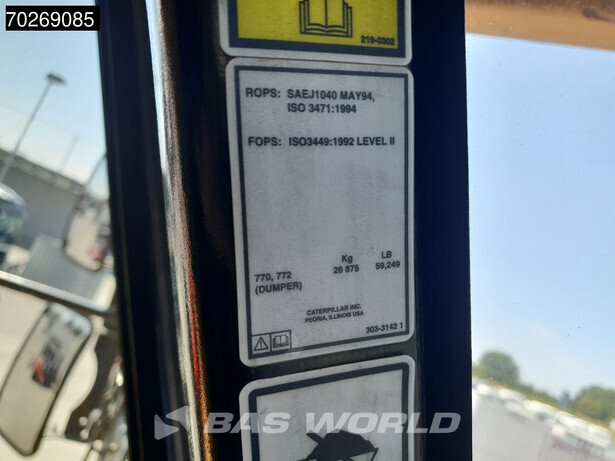 70269085
219-0302
ROPS: SAEJ1040 MAY94,
ISO 3471:1994
FOPS: ISO3449:1992 LEVEL II
Kg LB
770, 772 26 875 59,249
(DUMPER)
CATERPILLAR INC.
PEORIA, ILLINOIS USA
303-3142 1
BAS WORLD